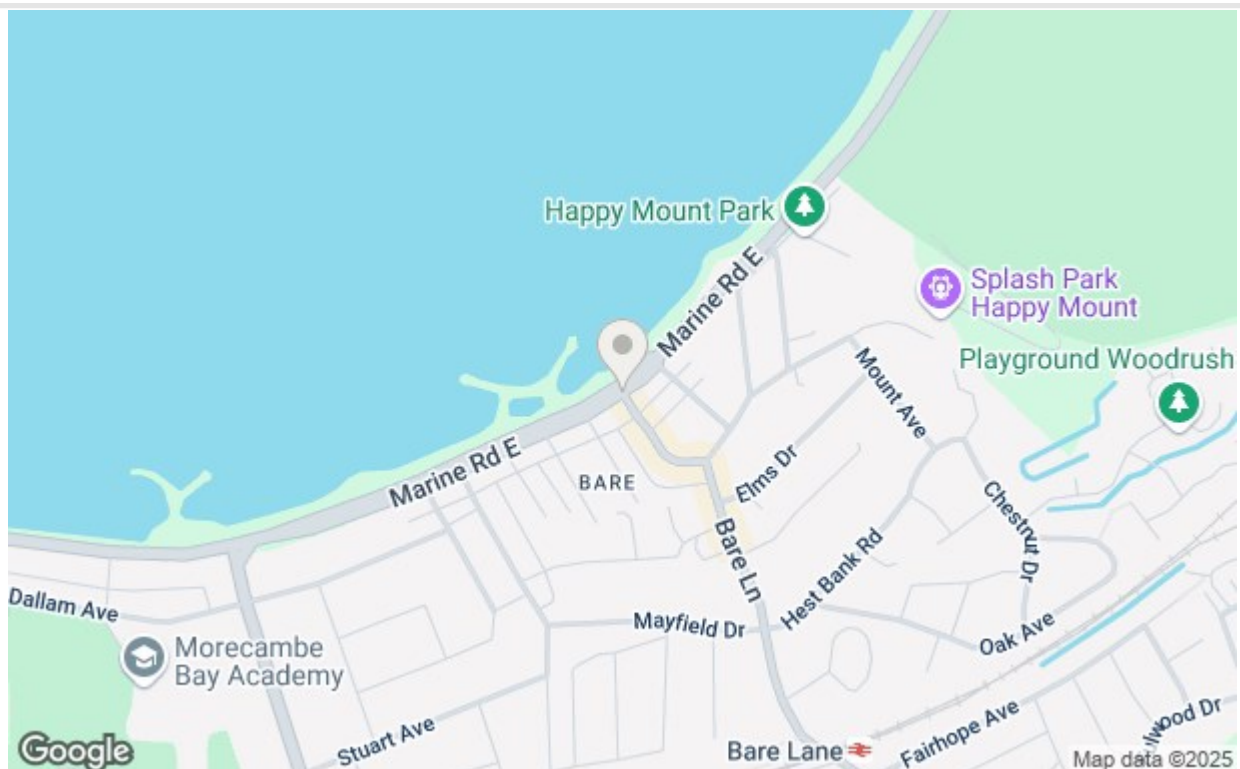 Happy Mount Park
Marine Rd E
Splash Park
Happy Mount
Playground Woodrush
Mount Ave
Marine Rd E
BARE
Elms Dr
Chestnut Dr
Bare Ln
Hest Bank Rd
Dallam Ave
Mayfield Dr
Oak Ave
Morecambe
Bay Academy
Stuart Ave
Fairhope Ave
Bare Lane
Google
Map data ©2025